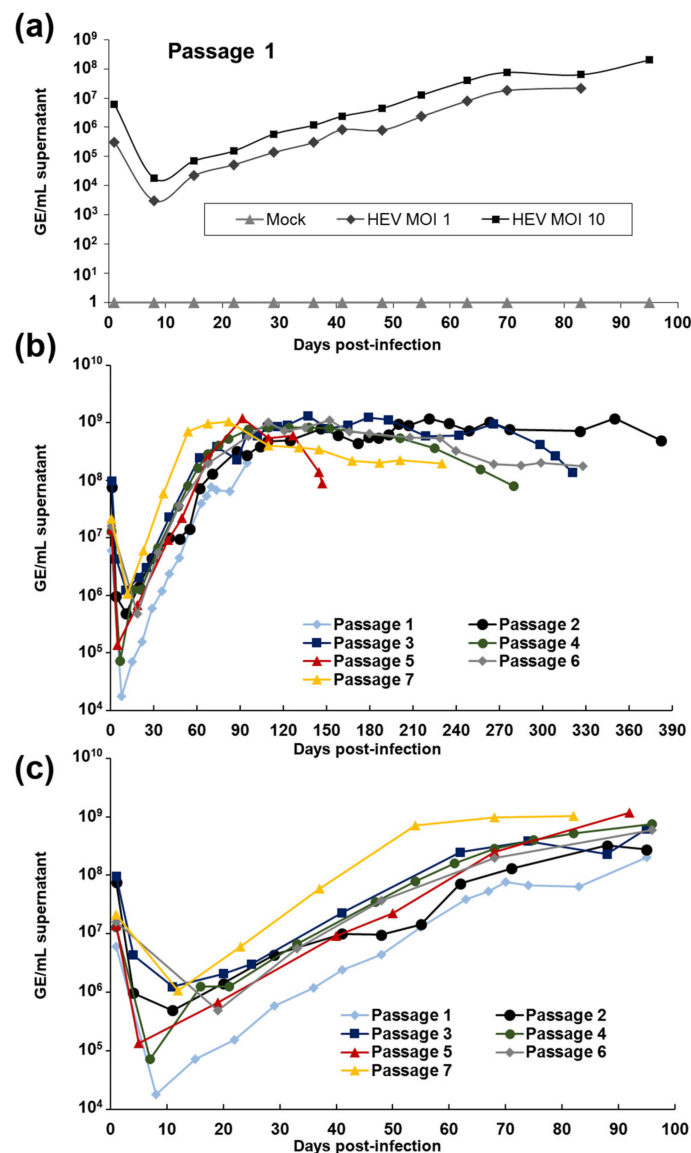 (a)
Passage 1
GE/mL supernatant
10⁹
10⁸
10⁷
10⁶
10⁵
10⁴
10³
10²
10¹
1
Mock HEV MOI 1 HEV MOI 10
0 10 20 30 40 50 60 70 80 90 100
Days post-infection
(b)
GE/mL supernatant
10¹⁰
10⁹
10⁸
10⁷
10⁶
10⁵
10⁴
Passage 1 Passage 2
Passage 3 Passage 4
Passage 5 Passage 6
Passage 7
0 30 60 90 120 150 180 210 240 270 300 330 360 390
Days post-infection
(c)
GE/mL supernatant
10¹⁰
10⁹
10⁸
10⁷
10⁶
10⁵
10⁴
Passage 1 Passage 2
Passage 3 Passage 4
Passage 5 Passage 6
Passage 7
0 10 20 30 40 50 60 70 80 90 100
Days post-infection